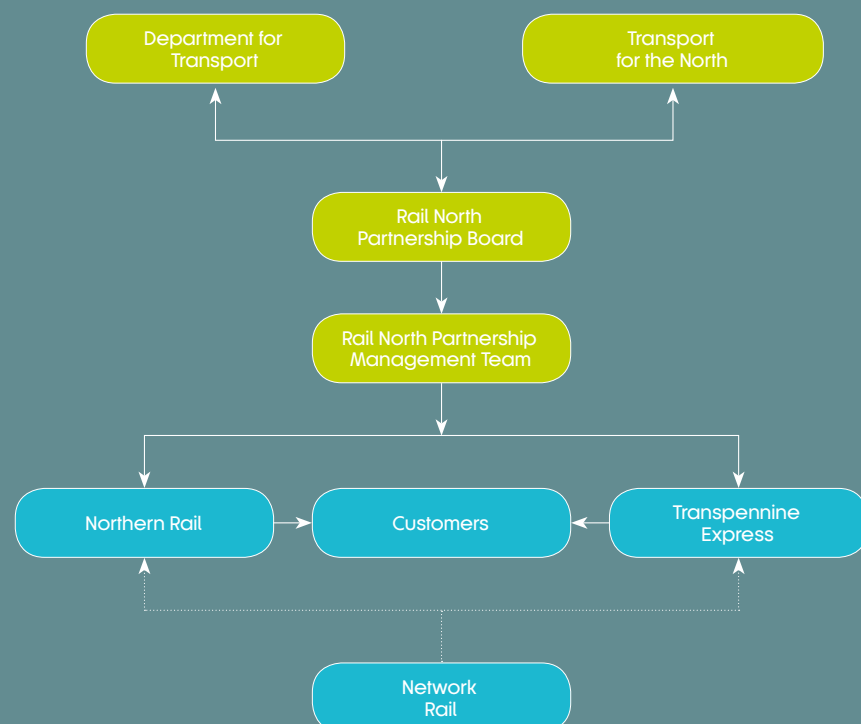 Department for
Transport
Transport
for the North
Rail North
Partnership Board
Rail North Partnership
Management Team
Northern Rail
Customers
Transpennine
Express
Network
Rail